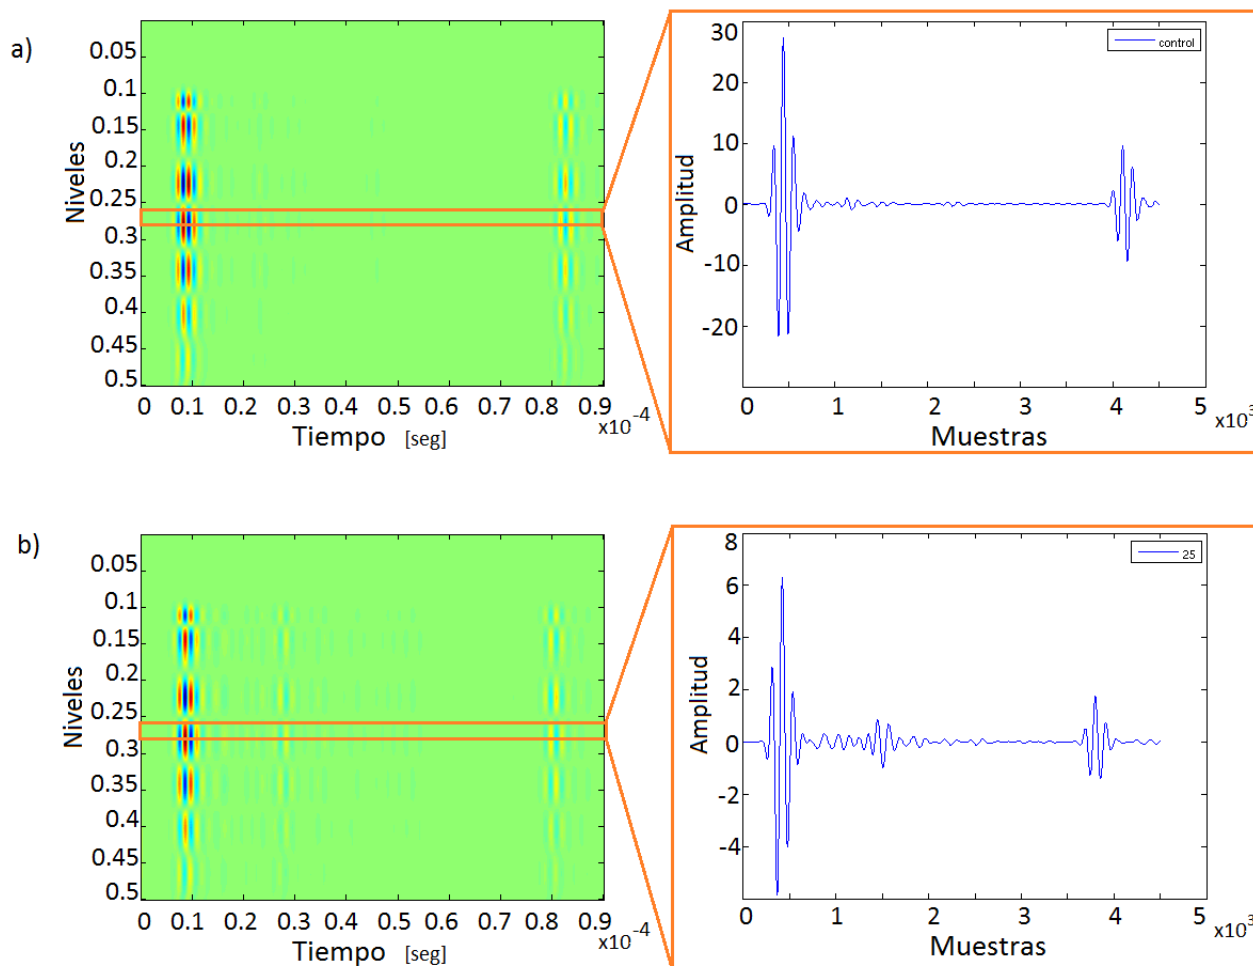 a)
Niveles
0.05
0.1
0.15
0.2
0.25
0.3
0.35
0.4
0.45
0.5
0 0.1 0.2 0.3 0.4 0.5 0.6 0.7 0.8 0.9
x10-4
Tiempo [seg]
Amplitud
30
20
10
0
-10
-20
control
0 1 2 3 4 5
x10³
Muestras
b)
Niveles
0.05
0.1
0.15
0.2
0.25
0.3
0.35
0.4
0.45
0.5
0 0.1 0.2 0.3 0.4 0.5 0.6 0.7 0.8 0.9
x10-4
Tiempo [seg]
Amplitud
8
6
4
2
0
-2
-4
25
0 1 2 3 4 5
x10³
Muestras